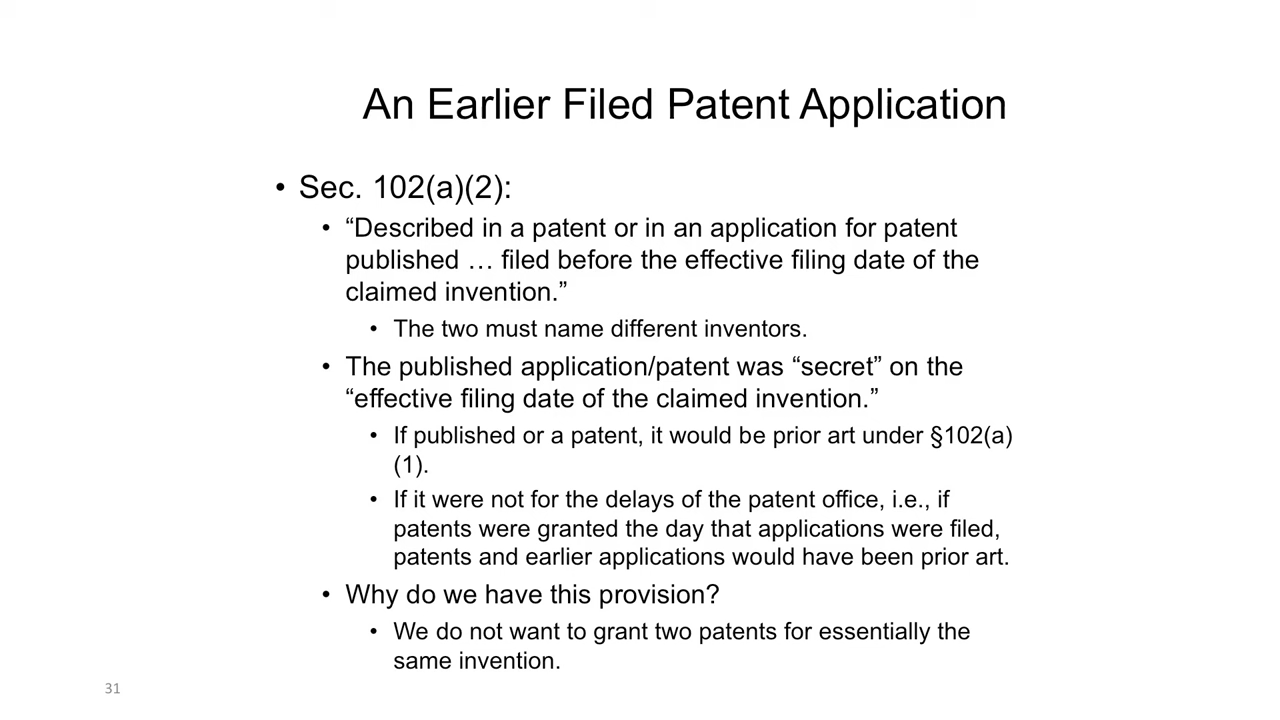 An Earlier Filed Patent Application
• Sec. 102(a)(2):
• “Described in a patent or in an application for patent
published … filed before the effective filing date of the
claimed invention.”
• The two must name different inventors.
• The published application/patent was “secret” on the
“effective filing date of the claimed invention.”
• If published or a patent, it would be prior art under §102(a)
(1).
• If it were not for the delays of the patent office, i.e., if
patents were granted the day that applications were filed,
patents and earlier applications would have been prior art.
• Why do we have this provision?
• We do not want to grant two patents for essentially the
same invention.
31